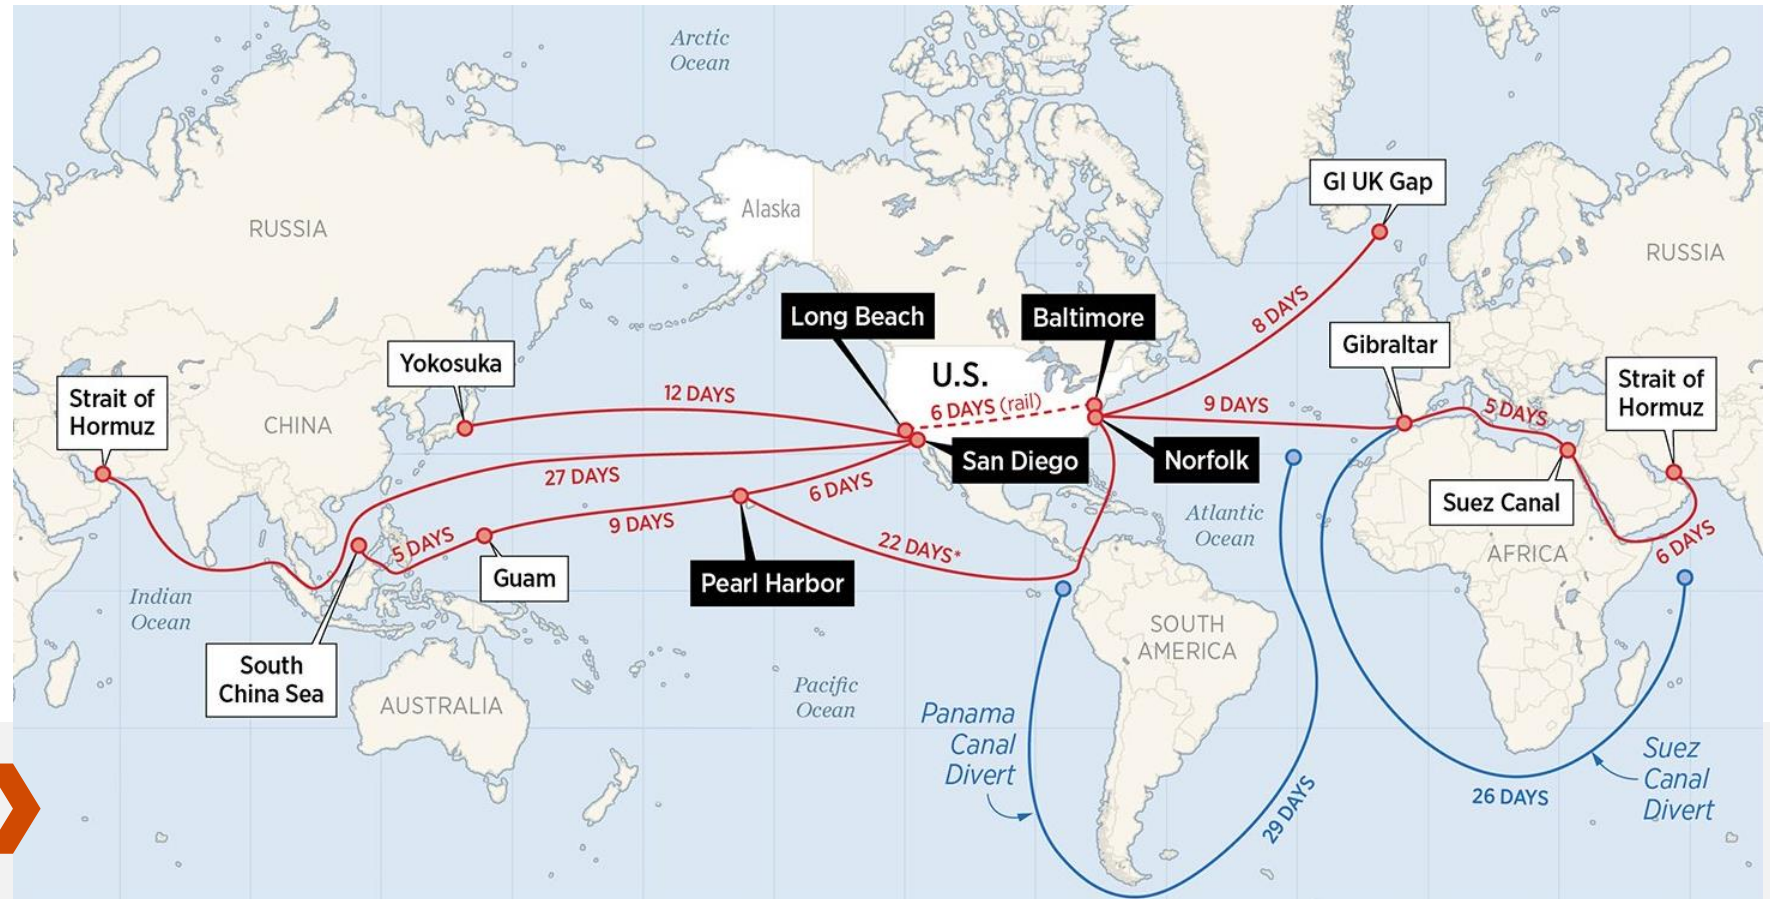 Arctic
Ocean
GI UK Gap
RUSSIA
Alaska
RUSSIA
Long Beach
Baltimore
8 DAYS
Gibraltar
Yokosuka
U.S.
Strait of
Hormuz
Strait of
Hormuz
12 DAYS
6 DAYS (rail)
9 DAYS
5 DAYS
CHINA
San Diego
Norfolk
27 DAYS
6 DAYS
Suez Canal
9 DAYS
Atlantic
Ocean
5 DAYS
22 DAYS*
AFRICA
6 DAYS
Guam
Pearl Harbor
Indian
Ocean
SOUTH
AMERICA
South
China Sea
AUSTRALIA
Pacific
Ocean
Panama
Canal
Divert
Suez
Canal
Divert
26 DAYS
29 DAYS